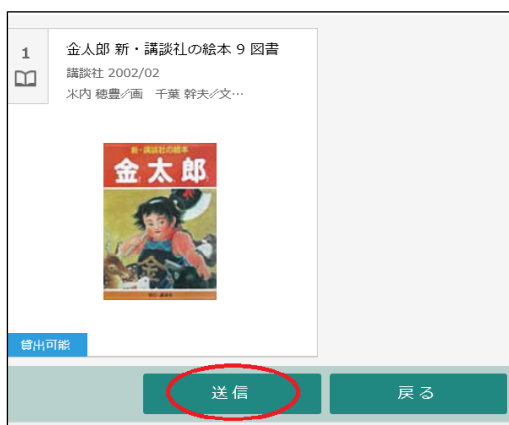 1
金太郎 新・講談社の絵本 9 図書
講談社 2002/02
米内 穂豊∥画　千葉 幹夫∥文…
新・講談社の絵本
金太郎
貸出可能
送信
戻る